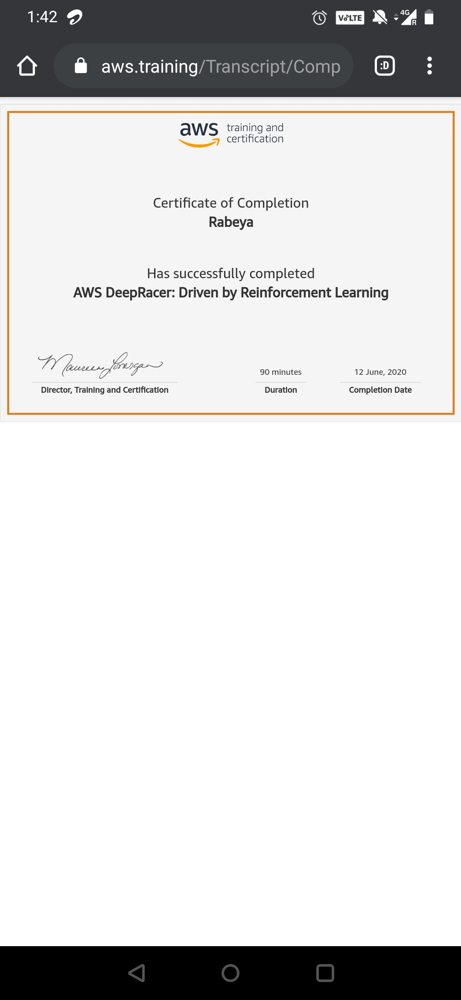 1:42
VoLTE 4G R
aws.training/Transcript/Comp :D
aws training and
certification
Certificate of Completion
Rabeya
Has successfully completed
AWS DeepRacer: Driven by Reinforcement Learning
Maureen Lonergan
90 minutes 12 June, 2020
Director, Training and Certification Duration Completion Date